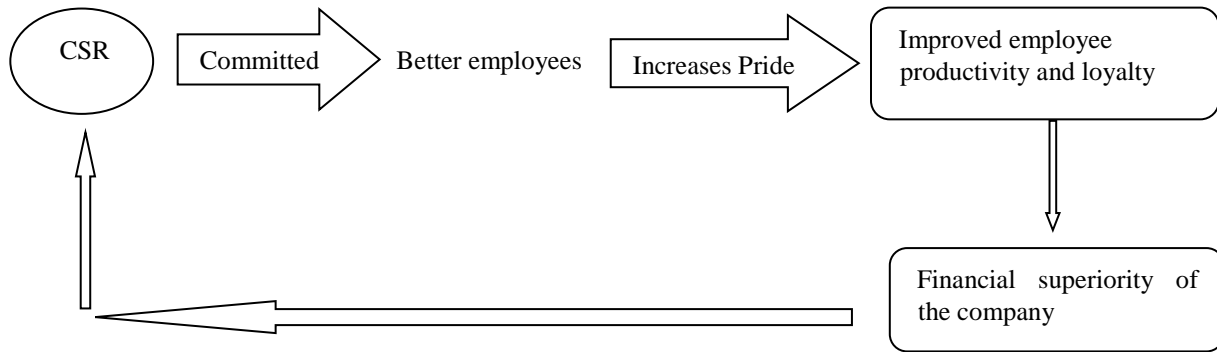 CSR
Committed
Better employees
Increases Pride
Improved employee
productivity and loyalty
Financial superiority of
the company